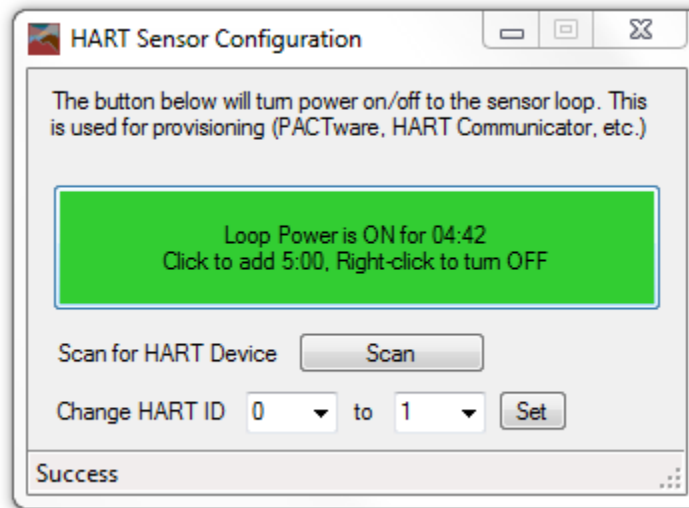 HART Sensor Configuration
The button below will turn power on/off to the sensor loop. This
is used for provisioning (PACTware, HART Communicator, etc.)
Loop Power is ON for 04:42
Click to add 5:00, Right-click to turn OFF
Scan for HART Device Scan
Change HART ID 0 to 1 Set
Success